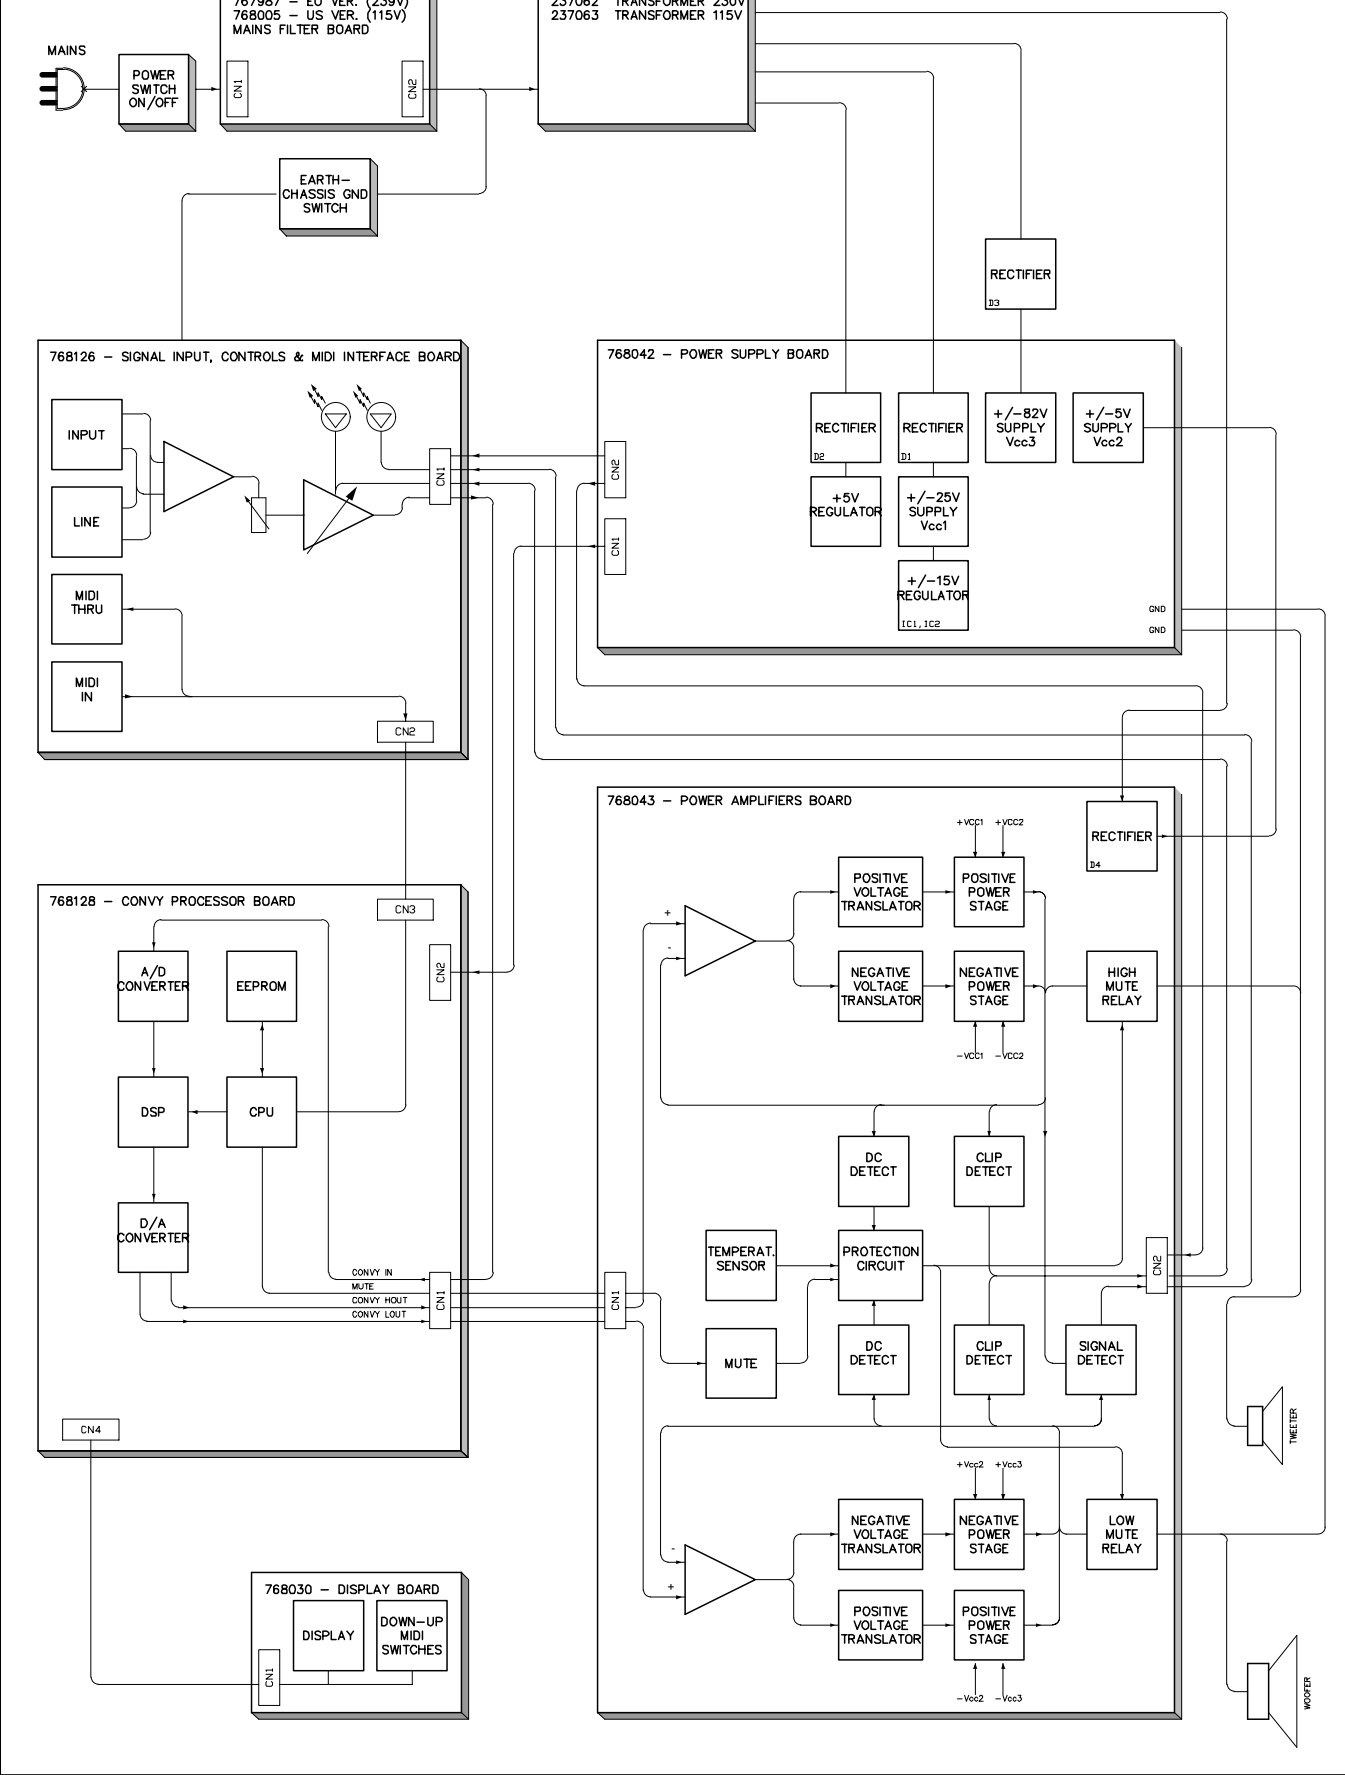 767987 - EU VER. (239V)
768005 - US VER. (115V)
MAINS FILTER BOARD
CN1
CN2
237062 TRANSFORMER 230V
237063 TRANSFORMER 115V
MAINS
POWER
SWITCH
ON/OFF
EARTH-
CHASSIS GND
SWITCH
RECTIFIER
D3
768126 - SIGNAL INPUT, CONTROLS & MIDI INTERFACE BOARD
INPUT
LINE
MIDI
THRU
MIDI
IN
CN1
CN2
768042 - POWER SUPPLY BOARD
CN2
CN1
RECTIFIER
D2
+5V
REGULATOR
RECTIFIER
D1
+/-25V
SUPPLY
Vcc1
+/-15V
REGULATOR
IC1,IC2
+/-82V
SUPPLY
Vcc3
+/-5V
SUPPLY
Vcc2
GND
GND
768128 - CONVY PROCESSOR BOARD
CN3
CN2
A/D
CONVERTER
EEPROM
DSP
CPU
D/A
CONVERTER
CONVY IN
MUTE
CONVY HOUT
CONVY LOUT
CN1
CN4
768030 - DISPLAY BOARD
DISPLAY
DOWN-UP
MIDI
SWITCHES
CN1
768043 - POWER AMPLIFIERS BOARD
RECTIFIER
D4
+VCC1 +VCC2
POSITIVE
VOLTAGE
TRANSLATOR
POSITIVE
POWER
STAGE
+
-
NEGATIVE
VOLTAGE
TRANSLATOR
NEGATIVE
POWER
STAGE
HIGH
MUTE
RELAY
-VCC1 -VCC2
DC
DETECT
CLIP
DETECT
TEMPERAT.
SENSOR
PROTECTION
CIRCUIT
CN2
CN1
MUTE
DC
DETECT
CLIP
DETECT
SIGNAL
DETECT
TWEETER
+Vcc2 +Vcc3
NEGATIVE
VOLTAGE
TRANSLATOR
NEGATIVE
POWER
STAGE
LOW
MUTE
RELAY
-
+
POSITIVE
VOLTAGE
TRANSLATOR
POSITIVE
POWER
STAGE
-Vcc2 -Vcc3
WOOFER